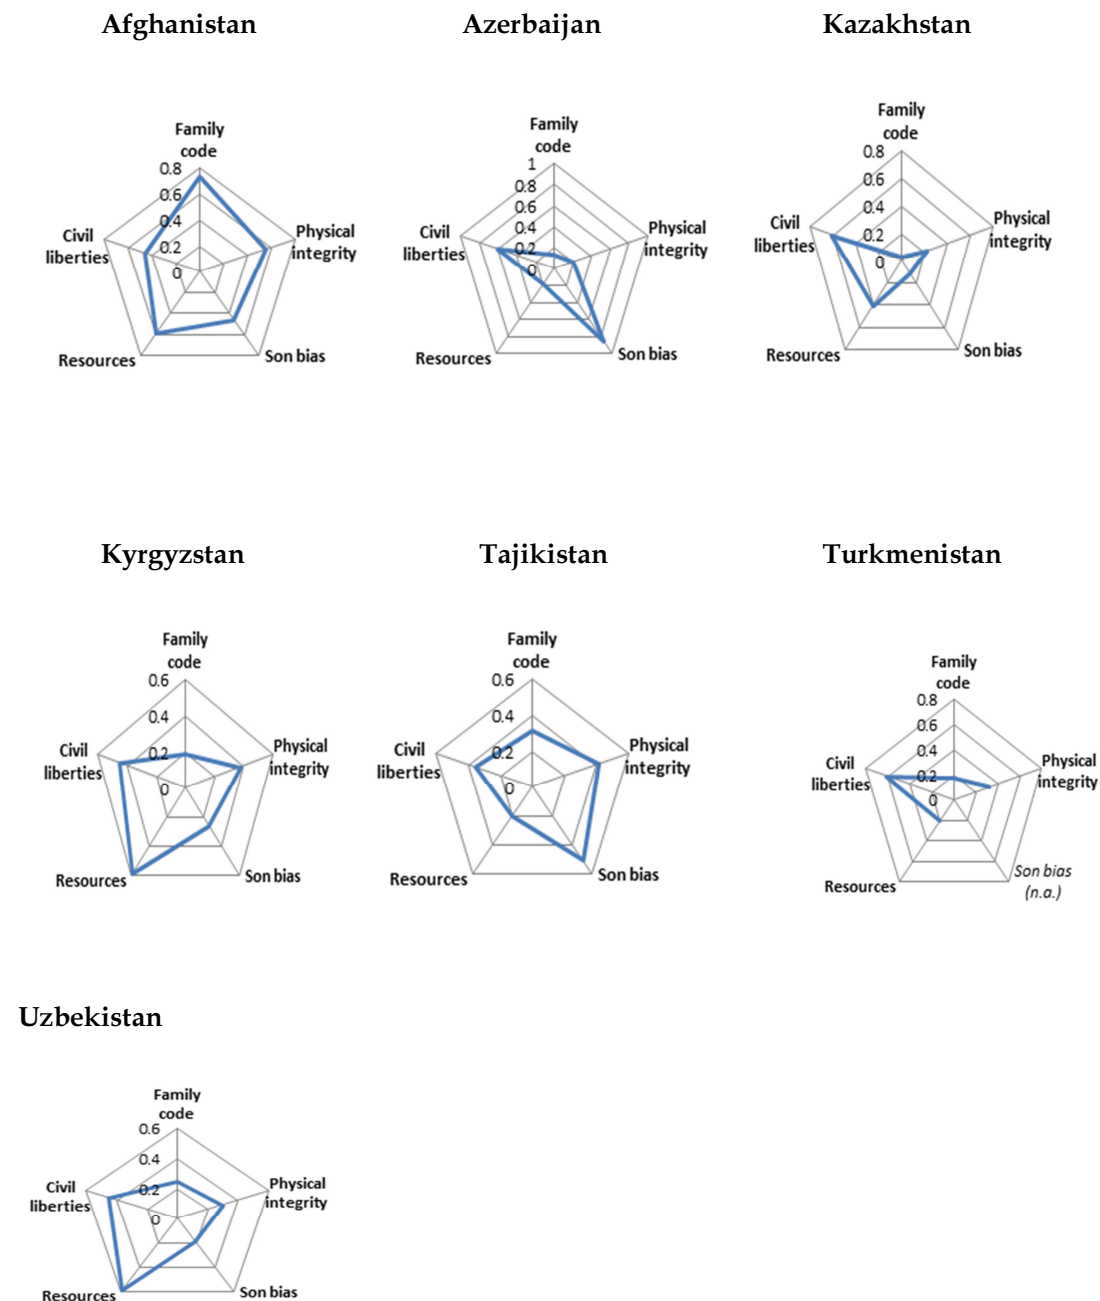 Afghanistan
Azerbaijan
Kazakhstan
Family
code
0.8
0.6
0.4
0.2
0
Civil
liberties
Physical
integrity
Resources
Son bias
Family
code
1
0.8
0.6
0.4
0.2
0
Civil
liberties
Physical
integrity
Resources
Son bias
Family
code
0.8
0.6
0.4
0.2
0
Civil
liberties
Physical
integrity
Resources
Son bias
Kyrgyzstan
Tajikistan
Turkmenistan
Family
code
0.6
0.4
0.2
0
Civil
liberties
Physical
integrity
Resources
Son bias
Family
code
0.6
0.4
0.2
0
Civil
liberties
Physical
integrity
Resources
Son bias
Family
code
0.8
0.6
0.4
0.2
0
Civil
liberties
Physical
integrity
Resources
Son bias
(n.a.)
Uzbekistan
Family
code
0.6
0.4
0.2
0
Civil
liberties
Physical
integrity
Resources
Son bias